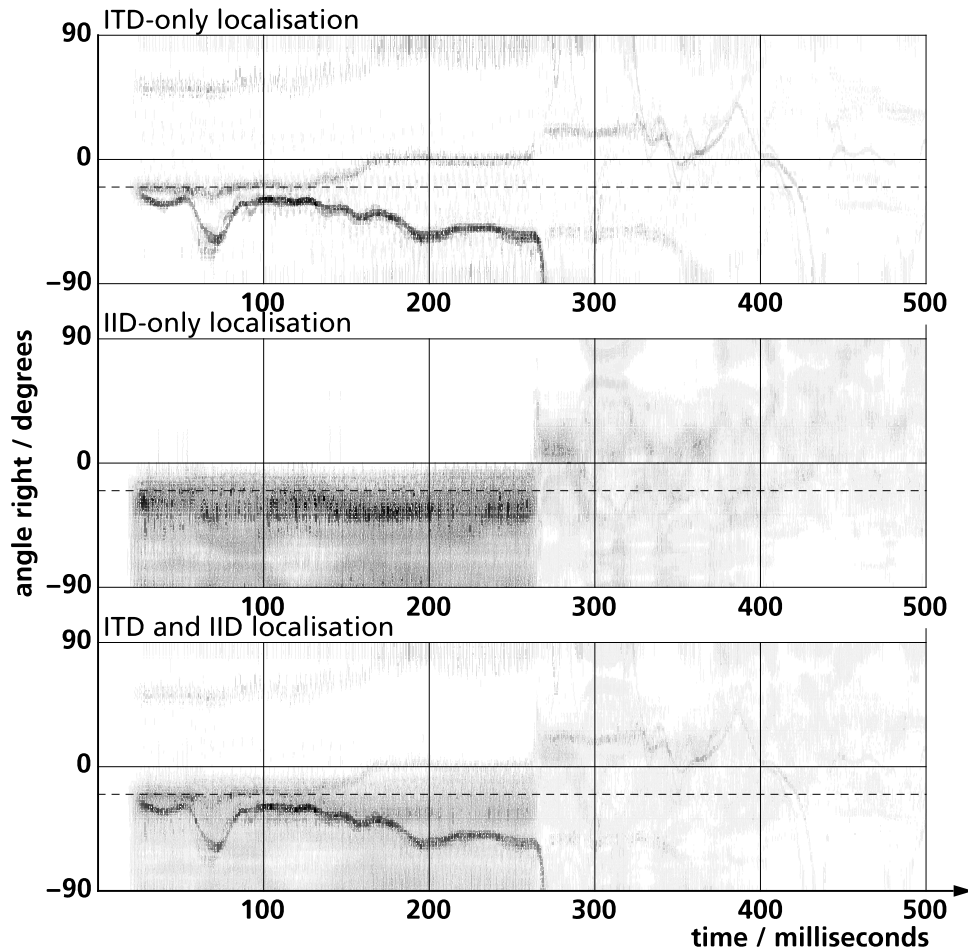 ITD-only localisation
90
0
−90
100 200 300 400 500
IID-only localisation
90
0
−90
100 200 300 400 500
ITD and IID localisation
90
0
−90
100 200 300 400 500
angle right / degrees
time / milliseconds